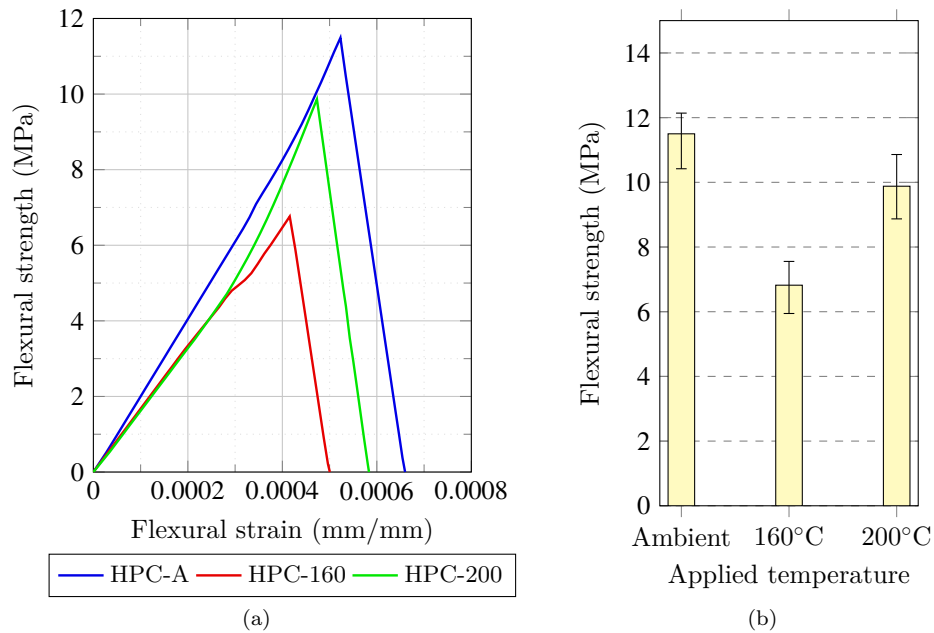 12
10
8
6
4
2
0
Flexural strength (MPa)
0 0.0002 0.0004 0.0006 0.0008
Flexural strain (mm/mm)
HPC-A HPC-160 HPC-200
(a)
14
12
10
8
6
4
2
0
Flexural strength (MPa)
Ambient 160°C 200°C
Applied temperature
(b)